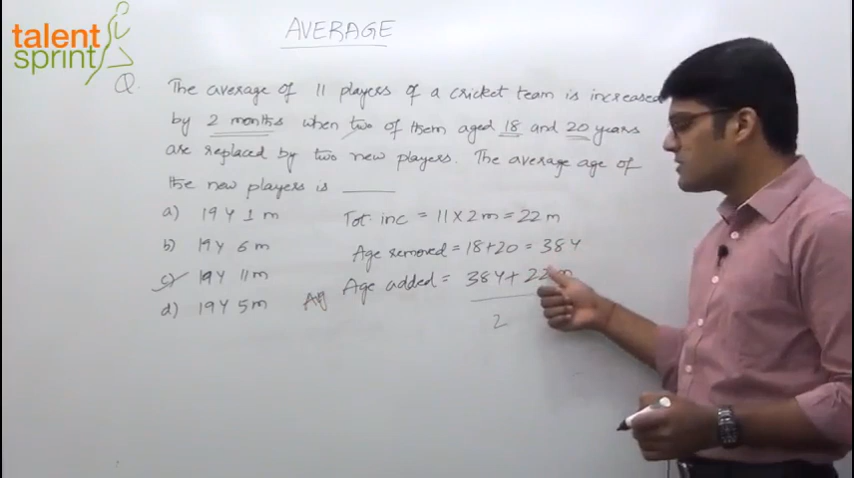 talent
sprint
AVERAGE
Q. The average of 11 players of a cricket team is increased
by 2 months when two of them aged 18 and 20 years
are replaced by two new players. The average age of
the new players is ____
a) 19 Y 1 m
Tot. inc = 11 X 2m = 22 m
b) 19 Y 6 m
Age removed = 18+20 = 38 Y
c) 19 Y 11 m
Age added = 38 Y + 22 m
d) 19 Y 5 m
Ag
2